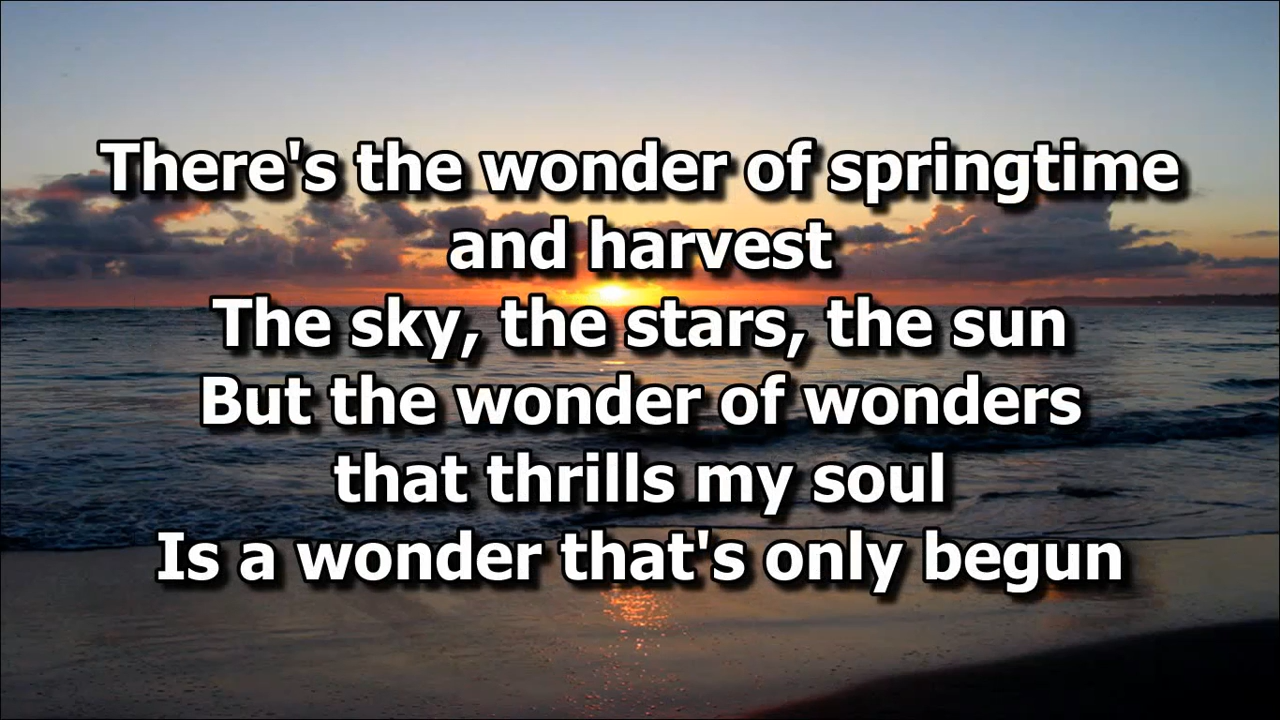 There's the wonder of springtime
and harvest
The sky, the stars, the sun
But the wonder of wonders
that thrills my soul
Is a wonder that's only begun